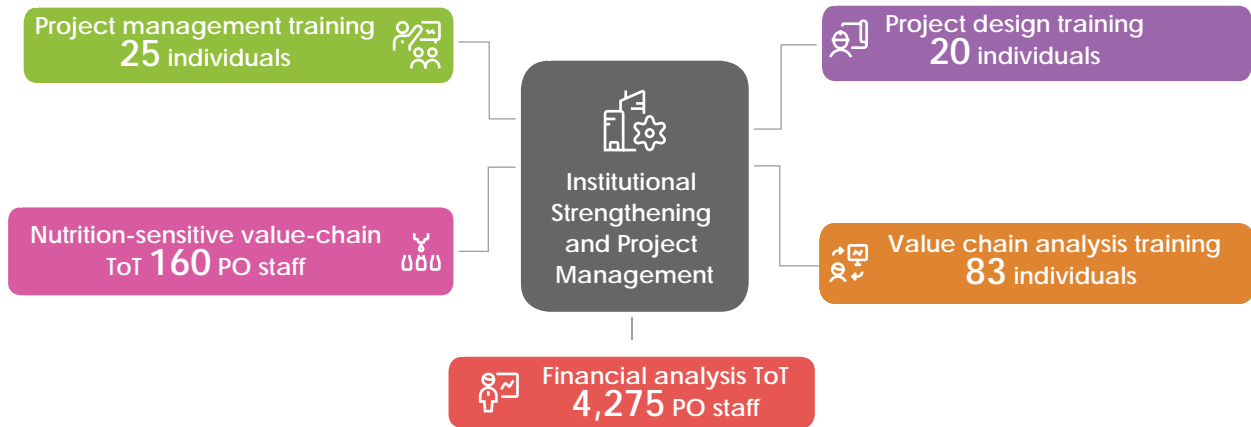 Project management training
25 individuals
Project design training
20 individuals
Institutional
Strengthening
and Project
Management
Nutrition-sensitive value-chain
ToT 160 PO staff
Value chain analysis training
83 individuals
Financial analysis ToT
4,275 PO staff